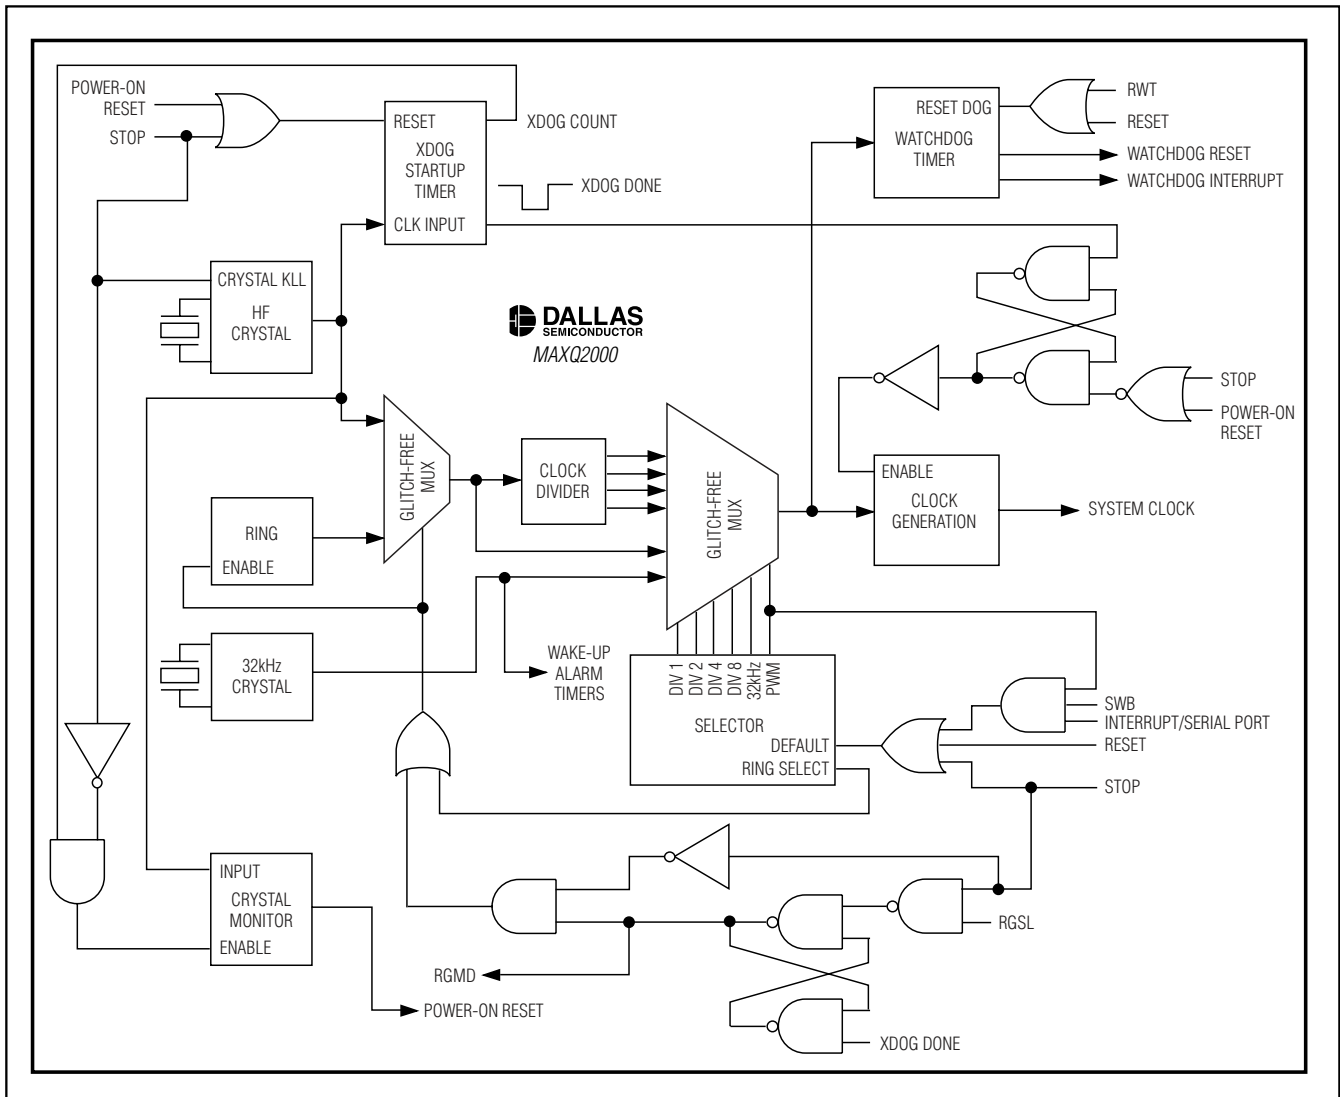 POWER-ON
RESET
STOP
RESET
XDOG
STARTUP
TIMER
CLK INPUT
XDOG COUNT
XDOG DONE
RESET DOG
WATCHDOG
TIMER
RWT
RESET
WATCHDOG RESET
WATCHDOG INTERRUPT
CRYSTAL KLL
HF
CRYSTAL
DALLAS
SEMICONDUCTOR
MAXQ2000
STOP
POWER-ON
RESET
GLITCH-FREE
MUX
CLOCK
DIVIDER
GLITCH-FREE
MUX
ENABLE
CLOCK
GENERATION
SYSTEM CLOCK
RING
ENABLE
32kHz
CRYSTAL
WAKE-UP
ALARM
TIMERS
DIV 1
DIV 2
DIV 4
DIV 8
32kHz
PWM
SELECTOR
DEFAULT
RING SELECT
SWB
INTERRUPT/SERIAL PORT
RESET
STOP
INPUT
CRYSTAL
MONITOR
ENABLE
RGSL
RGMD
POWER-ON RESET
XDOG DONE